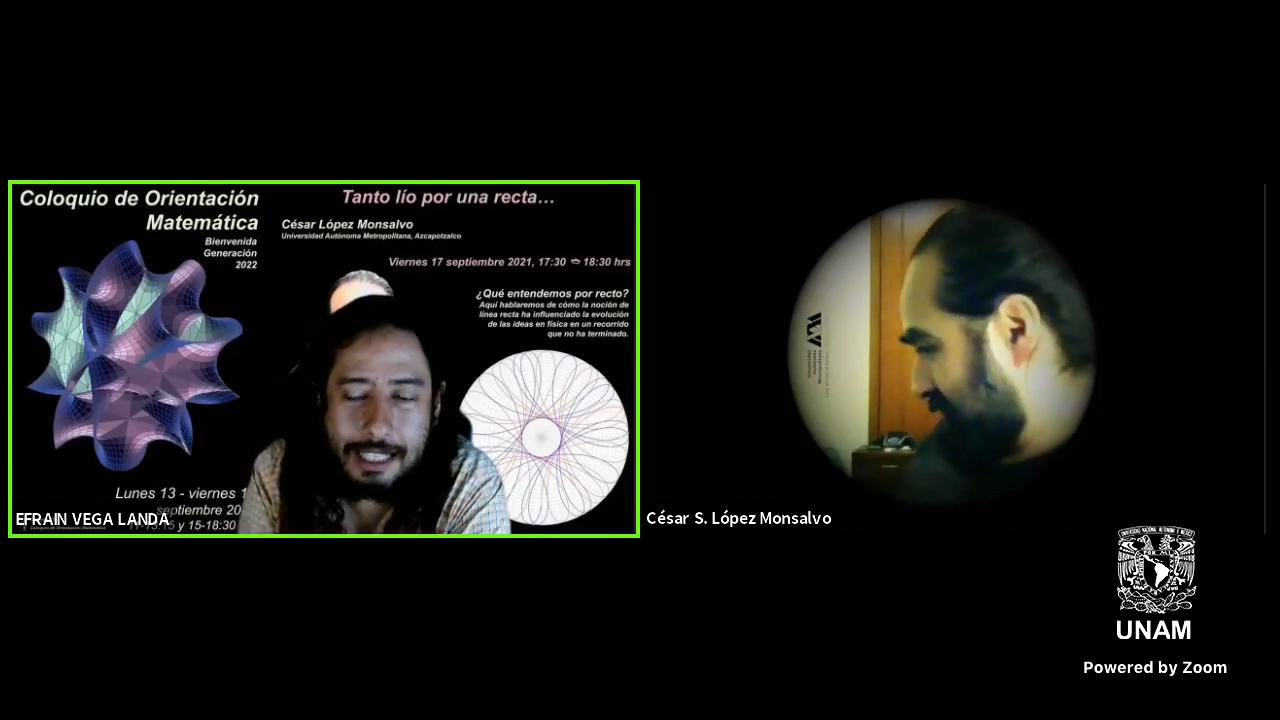 Coloquio de Orientación
Matemática
Bienvenida
Generación
2022
Tanto lío por una recta…
César López Monsalvo
Universidad Autónoma Metropolitana, Azcapotzalco
Viernes 17 septiembre 2021, 17:30 18:30 hrs
¿Qué entendemos por recto?
Aquí hablaremos de cómo la noción de
línea recta ha influenciado la evolución
de las ideas en física en un recorrido
que no ha terminado.
Lunes 13 - viernes 1
septiembre 20
y 15-18:30
EFRAIN VEGA LANDA
César S. López Monsalvo
UNAM
Powered by Zoom